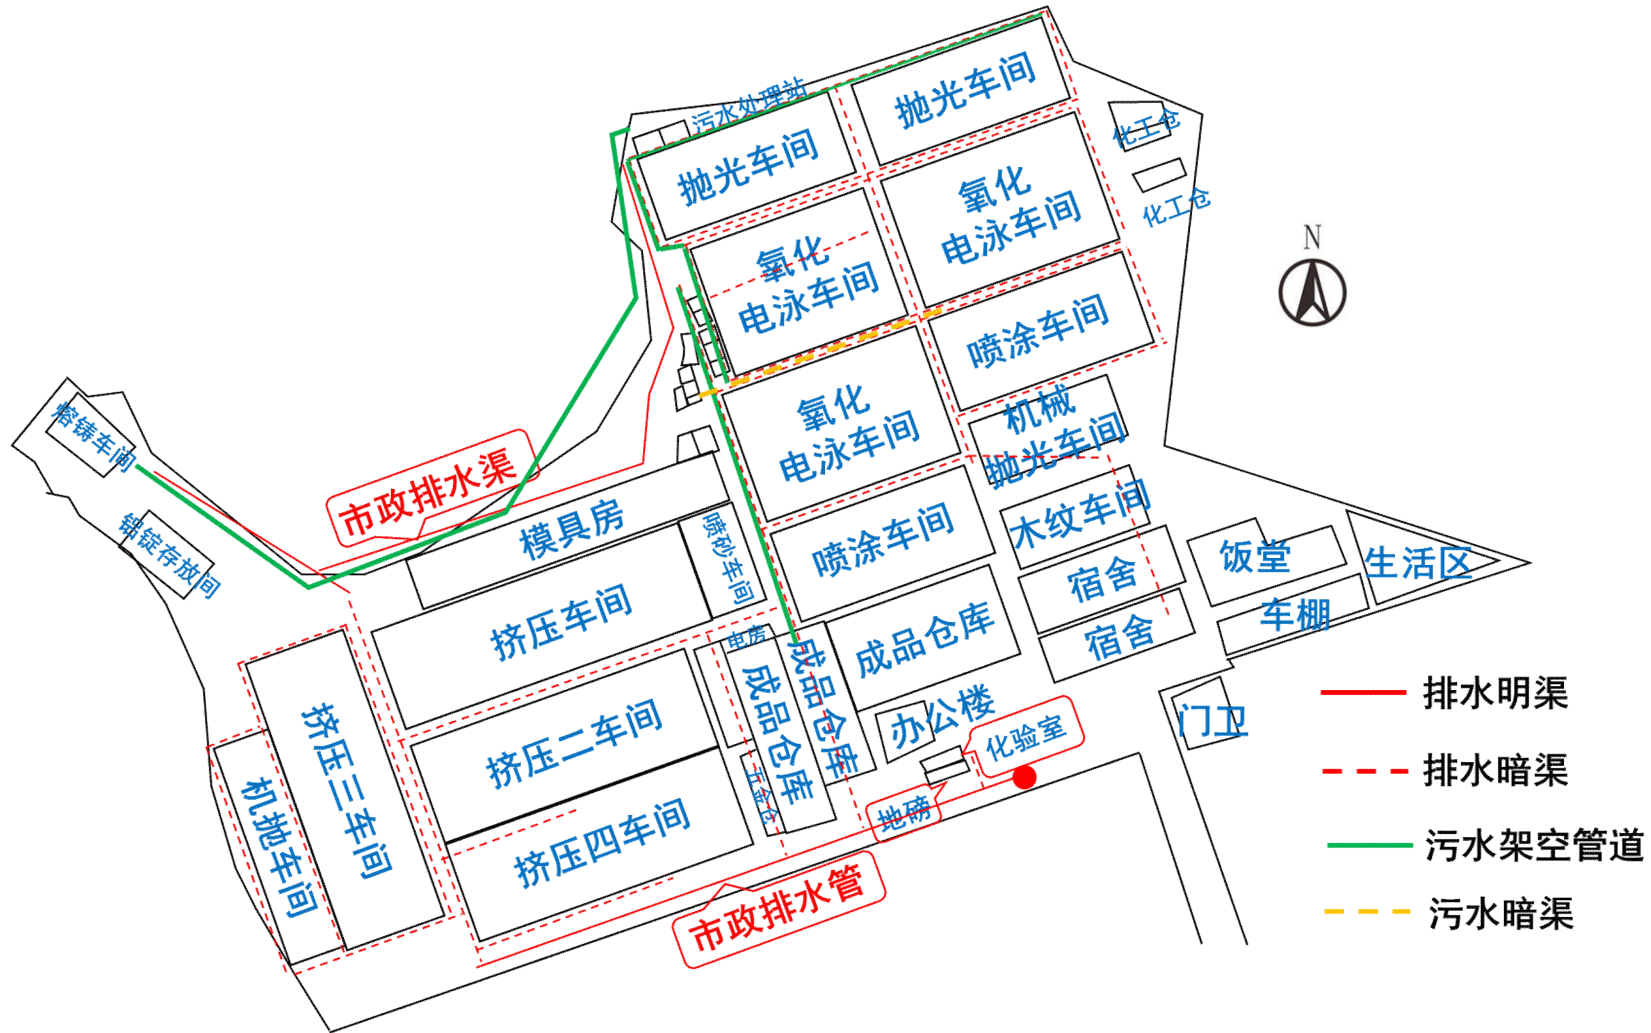 污水处理站
抛光车间
抛光车间
化工仓
化工仓
氧化
电泳车间
氧化
电泳车间
N
喷涂车间
氧化
电泳车间
机械
抛光车间
熔铸车间
铝锭存放间
市政排水渠
模具房
喷砂车间
喷涂车间
木纹车间
宿舍
宿舍
饭堂
生活区
车棚
挤压车间
电房
成品仓库
成品仓库
成品仓库
挤压二车间
挤压三车间
机抛车间
挤压四车间
五金仓
办公楼
化验室
地磅
门卫
市政排水管
排水明渠
排水暗渠
污水架空管道
污水暗渠